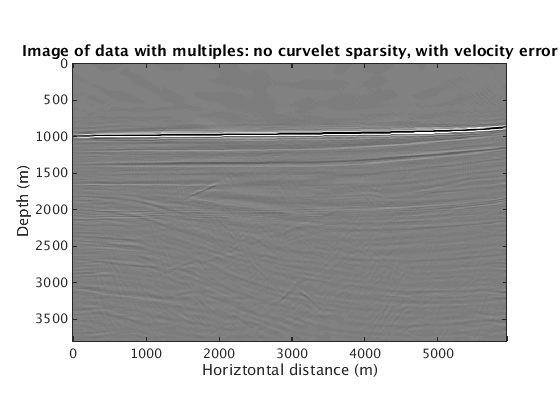 Image of data with multiples: no curvelet sparsity, with velocity error
0
500
1000
1500
2000
2500
3000
3500
Depth (m)
0 1000 2000 3000 4000 5000
Horiztontal distance (m)